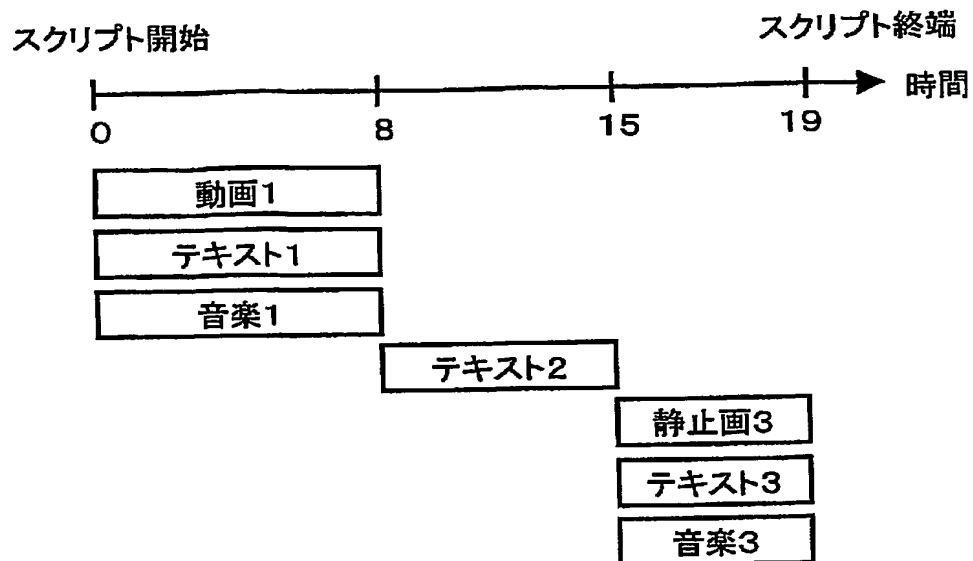 スクリプト開始
スクリプト終端
時間
0 8 15 19
動画1
テキスト1
音楽1
テキスト2
静止画3
テキスト3
音楽3